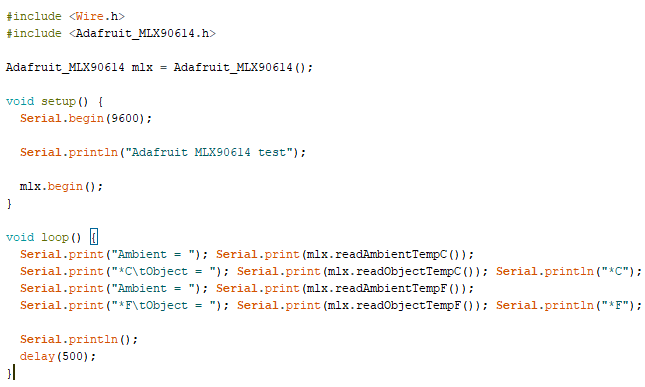 #include <Wire.h>
#include <Adafruit_MLX90614.h>

Adafruit_MLX90614 mlx = Adafruit_MLX90614();

void setup() {
  Serial.begin(9600);

  Serial.println("Adafruit MLX90614 test");

  mlx.begin();
}

void loop() {
  Serial.print("Ambient = "); Serial.print(mlx.readAmbientTempC());
  Serial.print("*C\tObject = "); Serial.print(mlx.readObjectTempC()); Serial.println("*C");
  Serial.print("Ambient = "); Serial.print(mlx.readAmbientTempF());
  Serial.print("*F\tObject = "); Serial.print(mlx.readObjectTempF()); Serial.println("*F");

  Serial.println();
  delay(500);
}